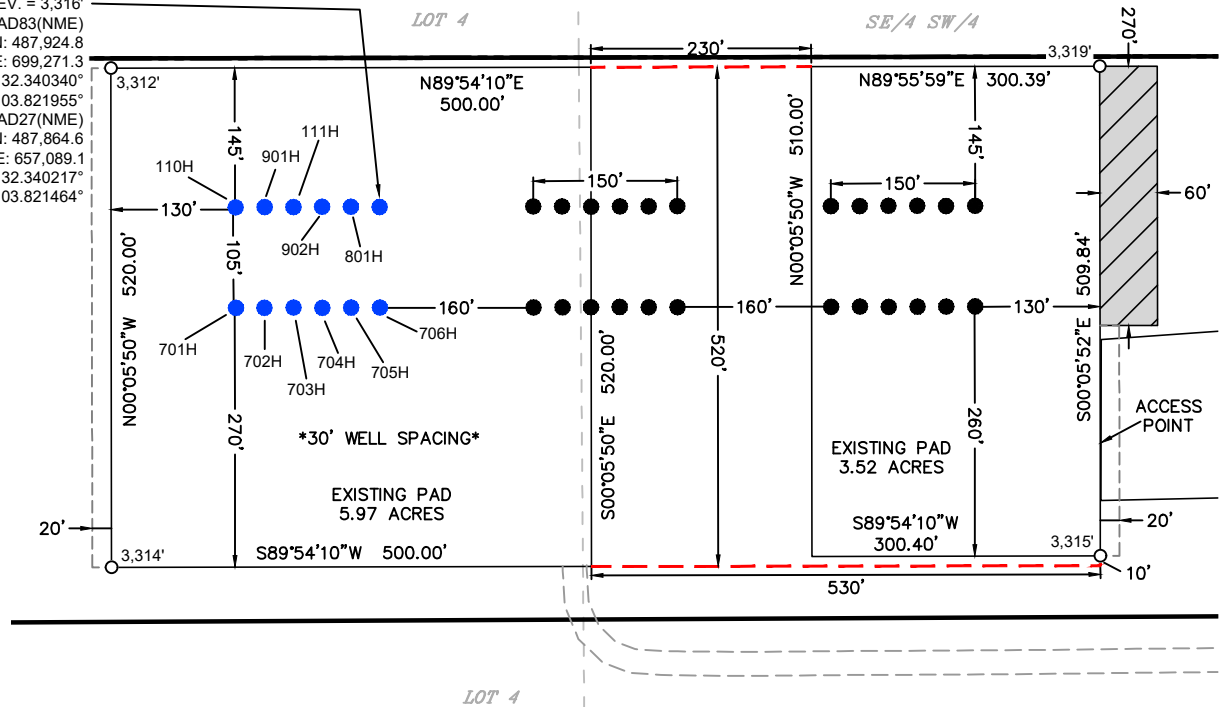 EV. = 3,316'
AD83(NME)
N: 487,924.8
E: 699,271.3
32.340340°
03.821955°
AD27(NME)
N: 487,864.6
E: 657,089.1
32.340217°
03.821464°
LOT 4
SE/4 SW/4
270'
230'
3,319'
3,312'
N89°54'10"E
500.00'
N89°55'59"E 300.39'
145'
110H
901H
111H
902H
801H
130'
105'
150'
N00°05'50"W 510.00'
145'
150'
60'
N00°05'50"W 520.00'
160'
160'
130'
S00°05'52"E 509.84'
701H
702H
703H
704H
705H
706H
S00°05'50"E 520.00'
520'
270'
*30' WELL SPACING*
260'
ACCESS
POINT
EXISTING PAD
3.52 ACRES
EXISTING PAD
5.97 ACRES
20'
S89°54'10"W
300.40'
20'
3,315'
3,314'
S89°54'10"W 500.00'
530'
10'
LOT 4